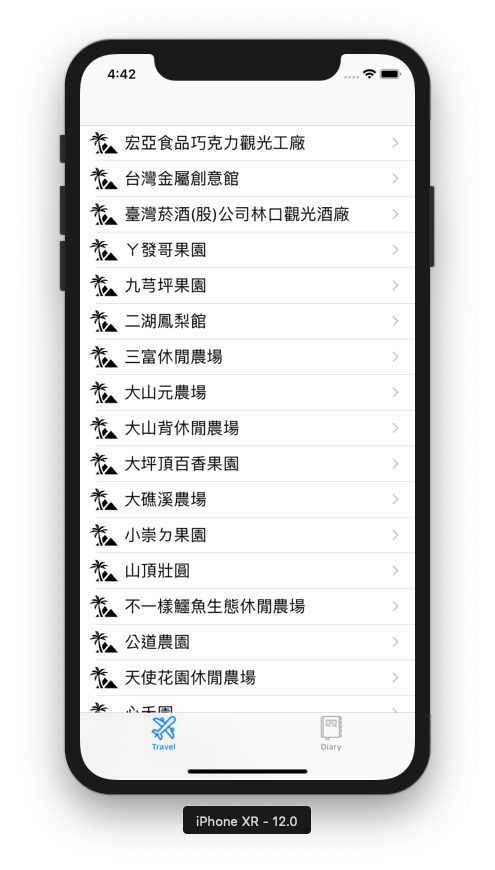 4:42
宏亞食品巧克力觀光工廠
台灣金屬創意館
臺灣菸酒(股)公司林口觀光酒廠
ㄚ發哥果園
九芎坪果園
二湖鳳梨館
三富休閒農場
大山元農場
大山背休閒農場
大坪頂百香果園
大礁溪農場
小崇ㄉ果園
山頂壯圓
不一樣鱷魚生態休閒農場
公道農園
天使花園休閒農場
Travel
Diary
iPhone XR - 12.0